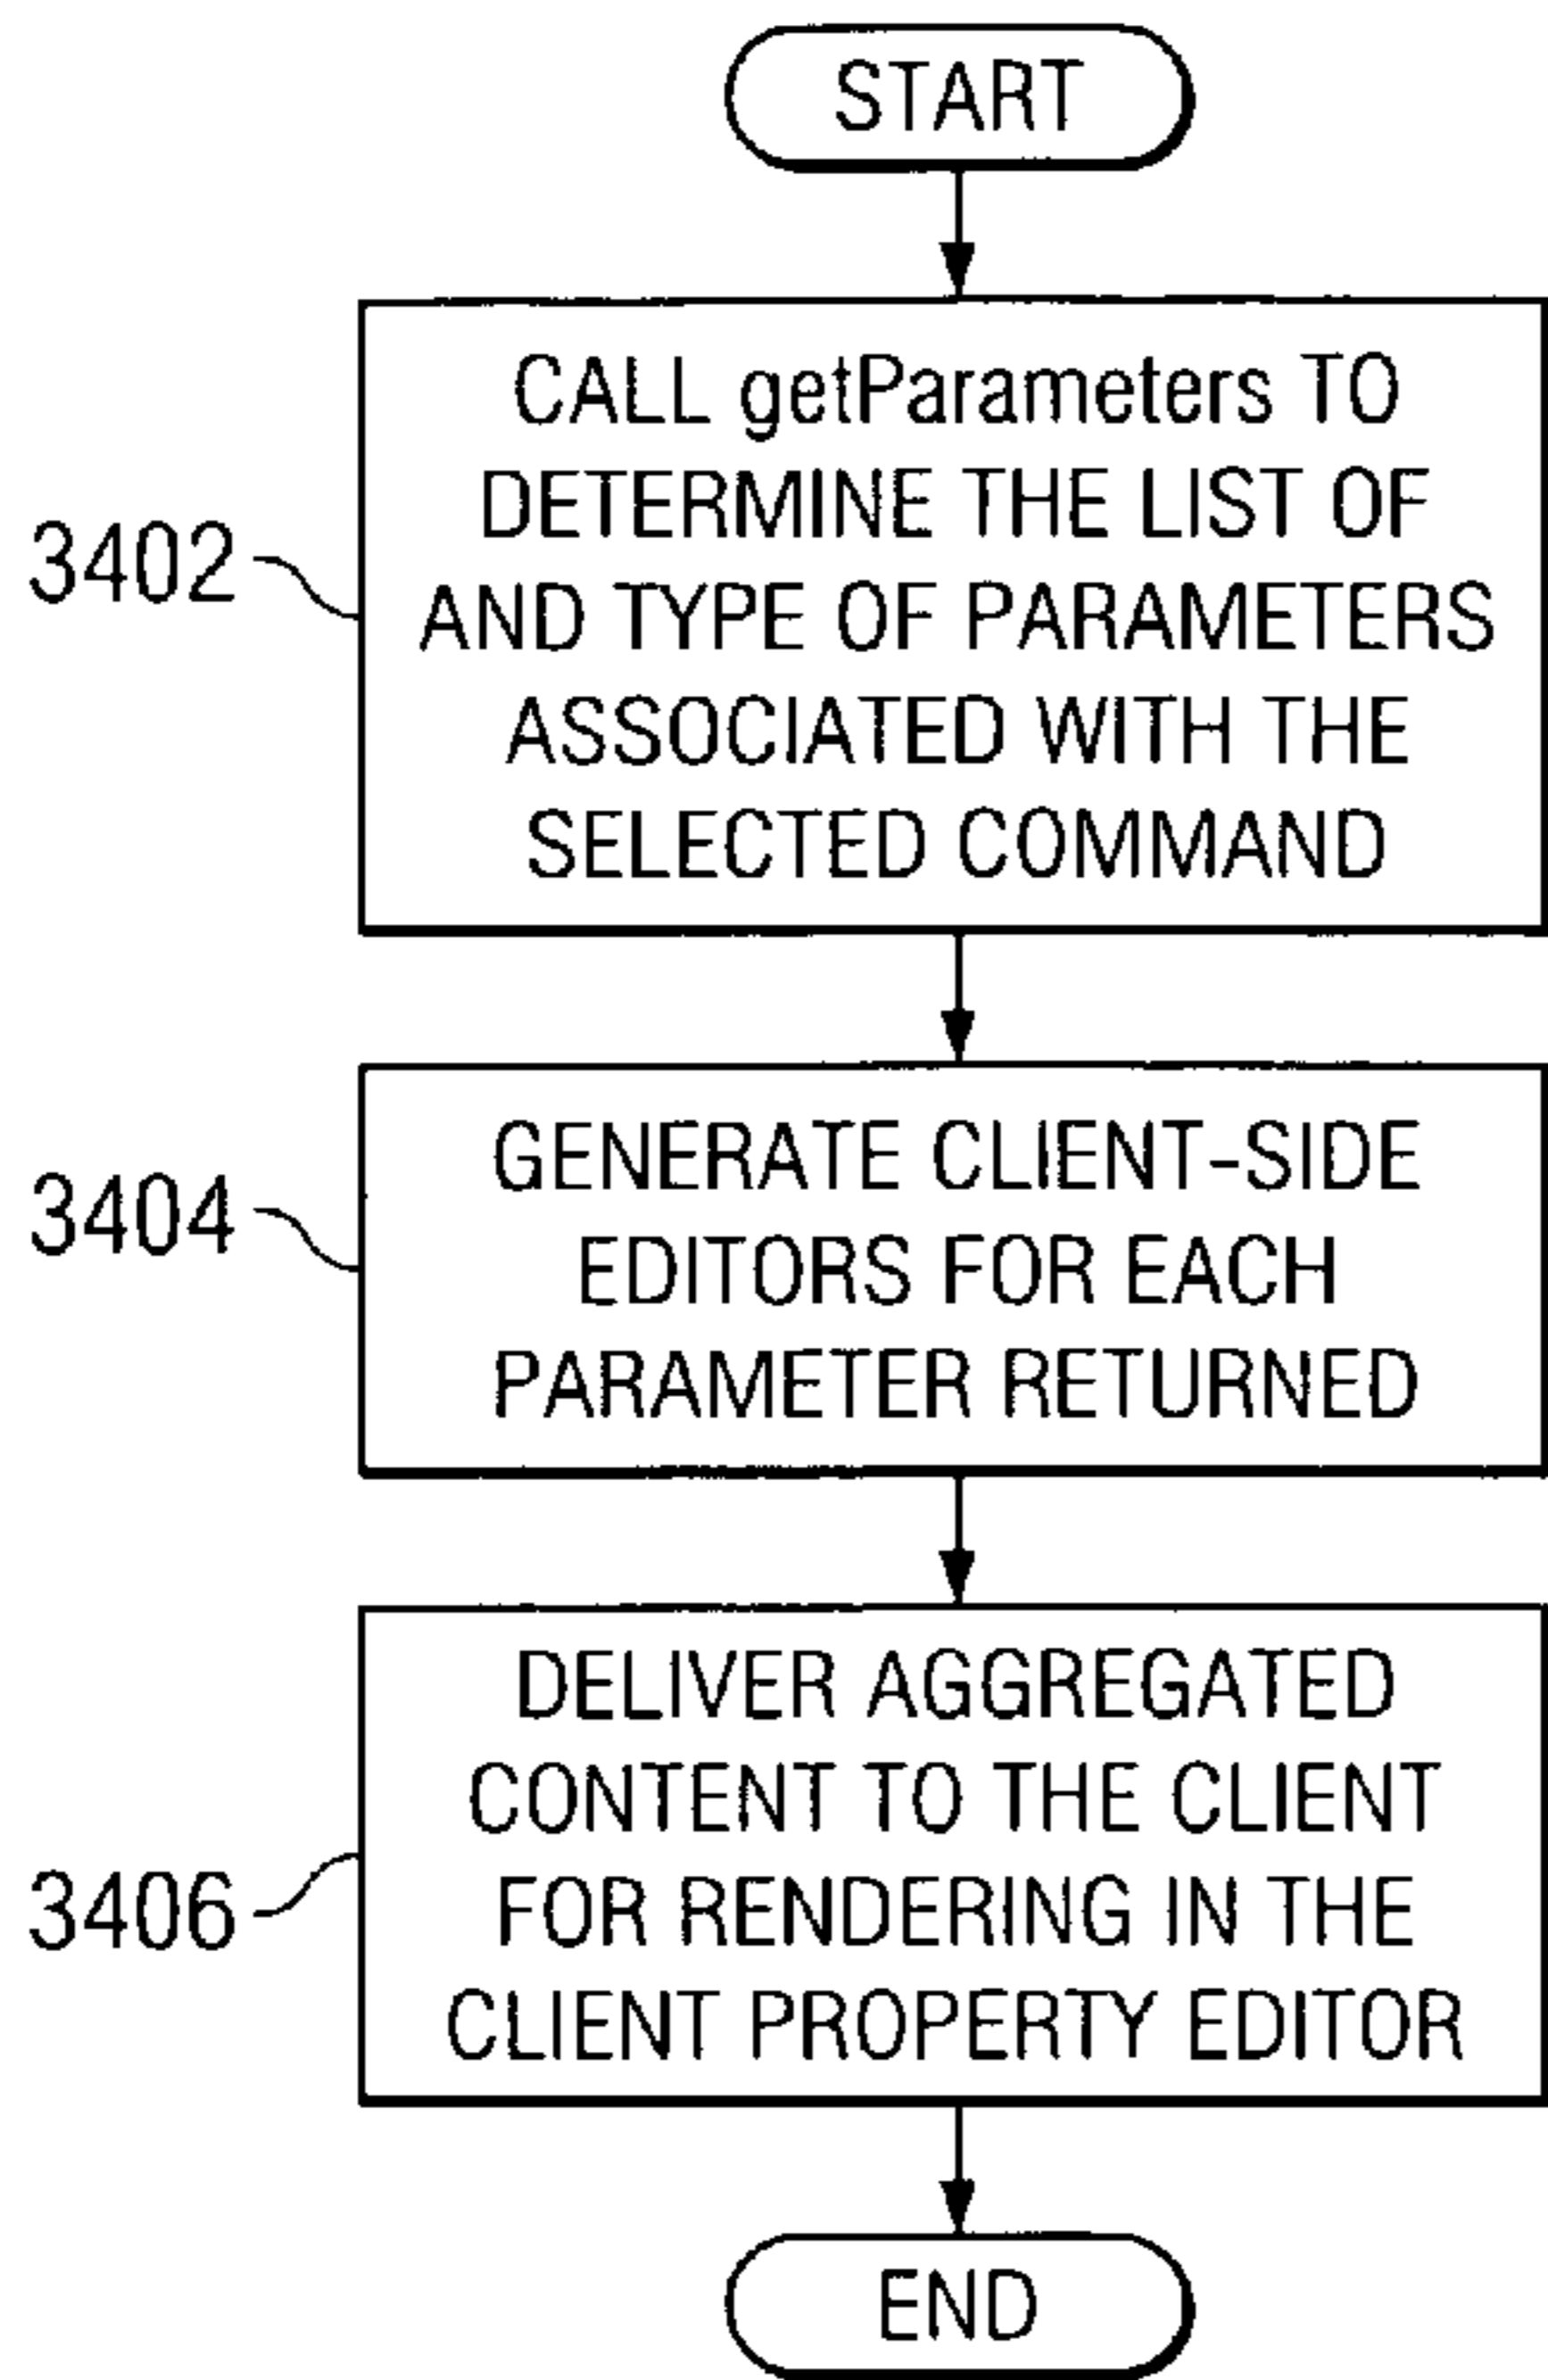 START
CALL getParameters TO
DETERMINE THE LIST OF
AND TYPE OF PARAMETERS
ASSOCIATED WITH THE
SELECTED COMMAND
3402
GENERATE CLIENT-SIDE
EDITORS FOR EACH
PARAMETER RETURNED
3404
DELIVER AGGREGATED
CONTENT TO THE CLIENT
FOR RENDERING IN THE
CLIENT PROPERTY EDITOR
3406
END